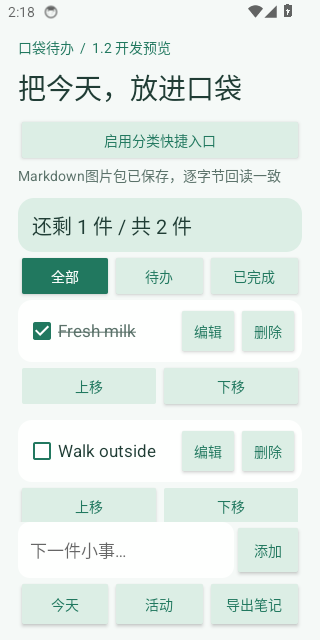 2:18
口袋待办 / 1.2 开发预览
把今天，放进口袋
启用分类快捷入口
Markdown图片包已保存，逐字节回读一致
还剩 1 件 / 共 2 件
全部 待办 已完成
Fresh milk 编辑 删除
上移 下移
Walk outside 编辑 删除
上移 下移
下一件小事… 添加
今天 活动 导出笔记